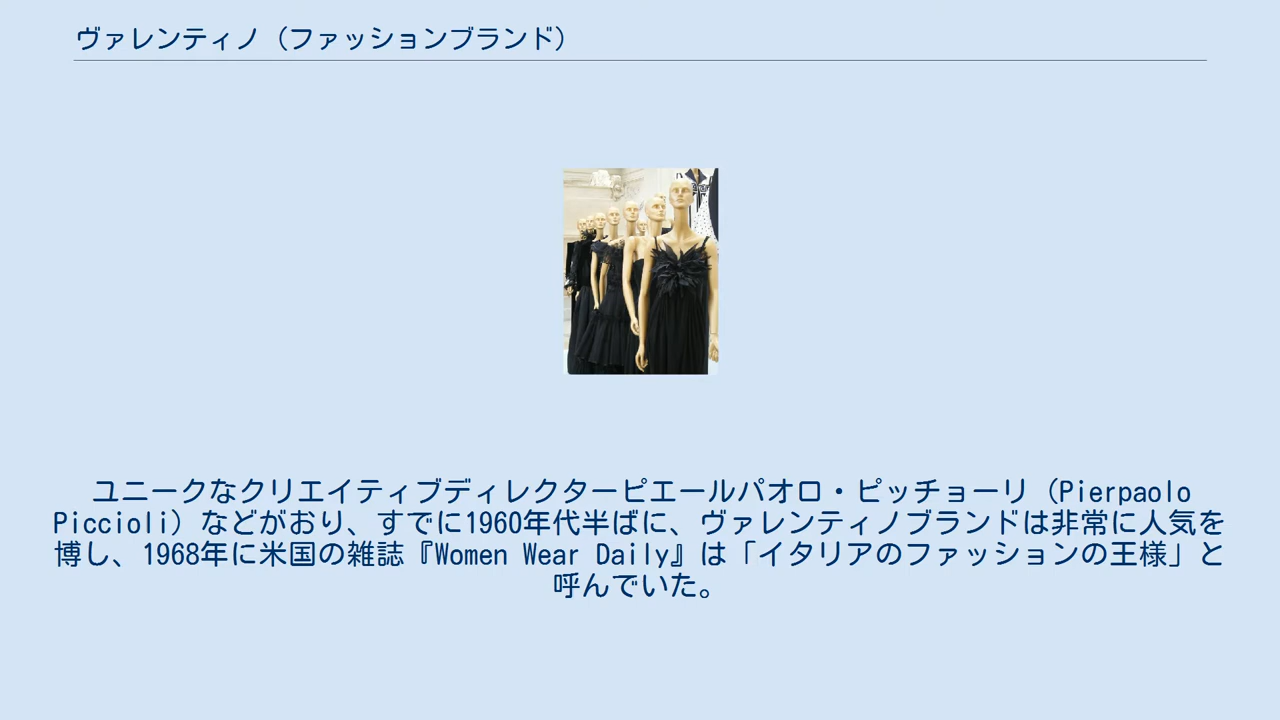 ヴァレンティノ（ファッションブランド）
ユニークなクリエイティブディレクターピエールパオロ・ピッチョーリ（Pierpaolo
Piccioli）などがおり、すでに1960年代半ばに、ヴァレンティノブランドは非常に人気を
博し、1968年に米国の雑誌『Women Wear Daily』は「イタリアのファッションの王様」と
呼んでいた。